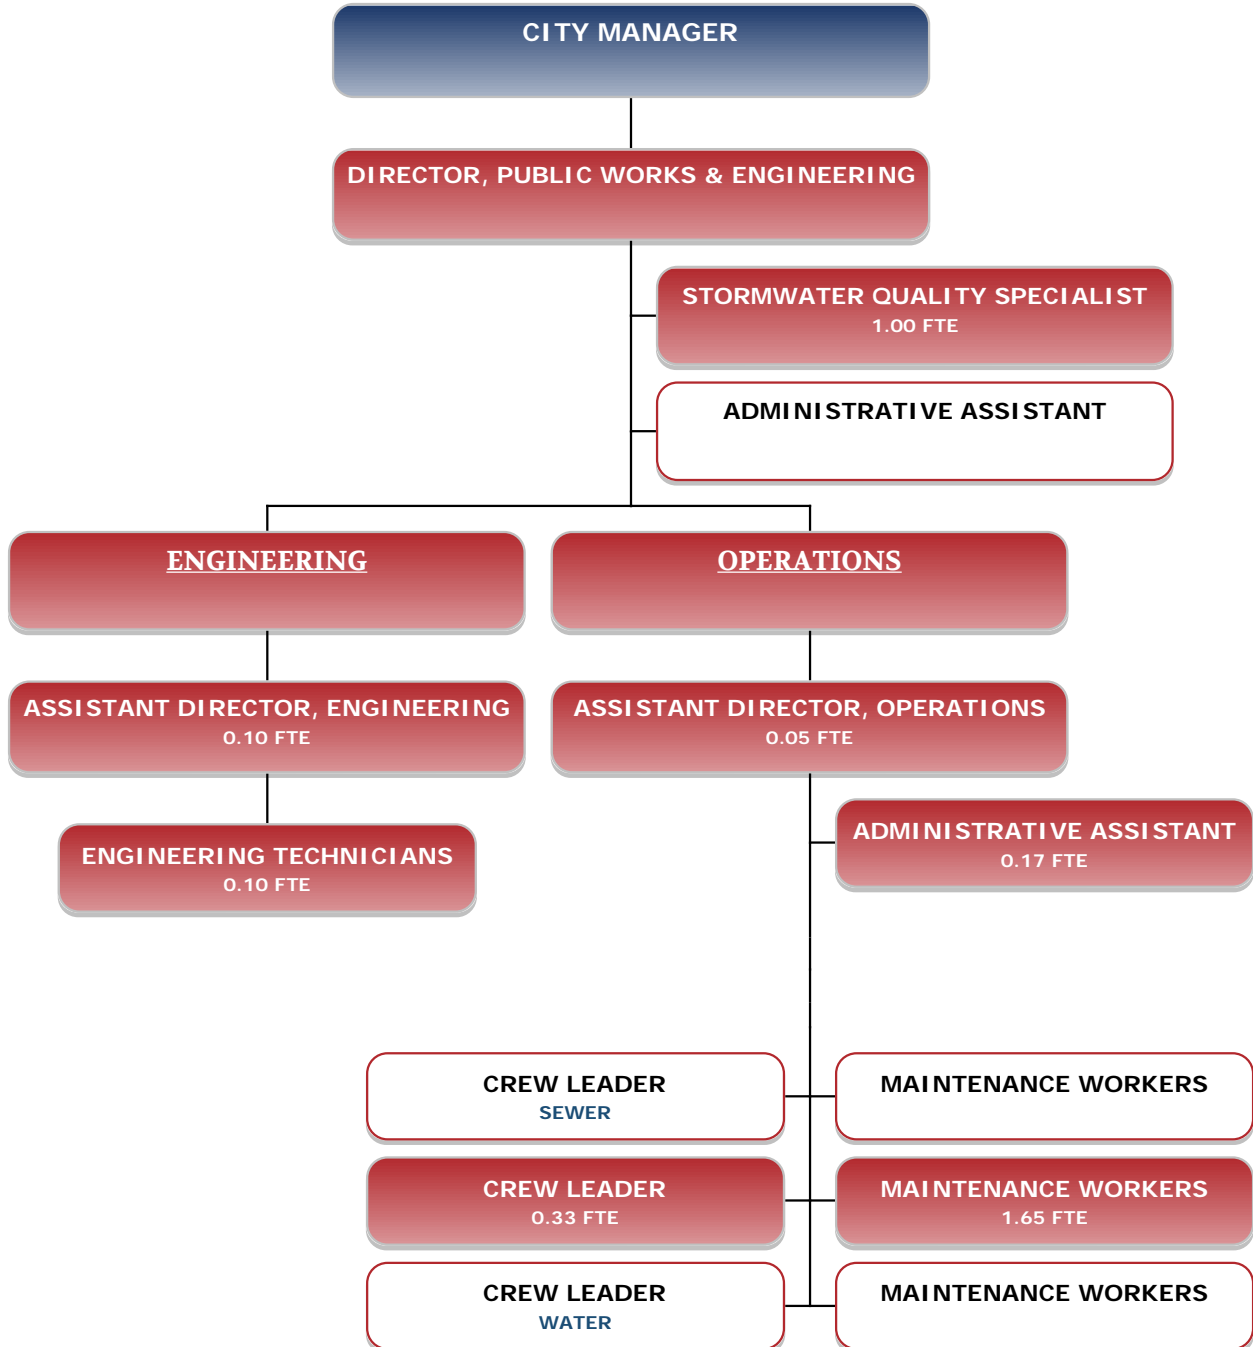 CITY MANAGER
DIRECTOR, PUBLIC WORKS & ENGINEERING
STORMWATER QUALITY SPECIALIST
1.00 FTE
ADMINISTRATIVE ASSISTANT
ENGINEERING
OPERATIONS
ASSISTANT DIRECTOR, ENGINEERING
0.10 FTE
ASSISTANT DIRECTOR, OPERATIONS
0.05 FTE
ADMINISTRATIVE ASSISTANT
0.17 FTE
ENGINEERING TECHNICIANS
0.10 FTE
CREW LEADER
SEWER
MAINTENANCE WORKERS
CREW LEADER
0.33 FTE
MAINTENANCE WORKERS
1.65 FTE
CREW LEADER
WATER
MAINTENANCE WORKERS